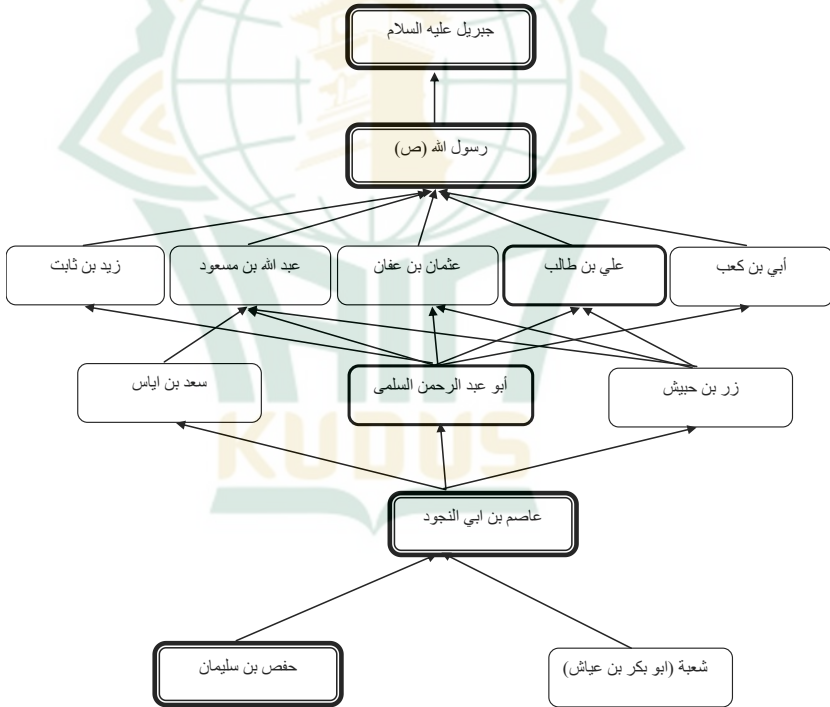 جبريل عليه السلام
رسول الله (ص)
أبي بن كعب
علي بن طالب
عثمان بن عفان
عبد الله بن مسعود
زيد بن ثابت
زر بن حبيش
أبو عبد الرحمن السلمى
سعد بن اياس
KUDUS
عاصم بن ابي النجود
شعبة (ابو بكر بن عياش)
حفص بن سليمان